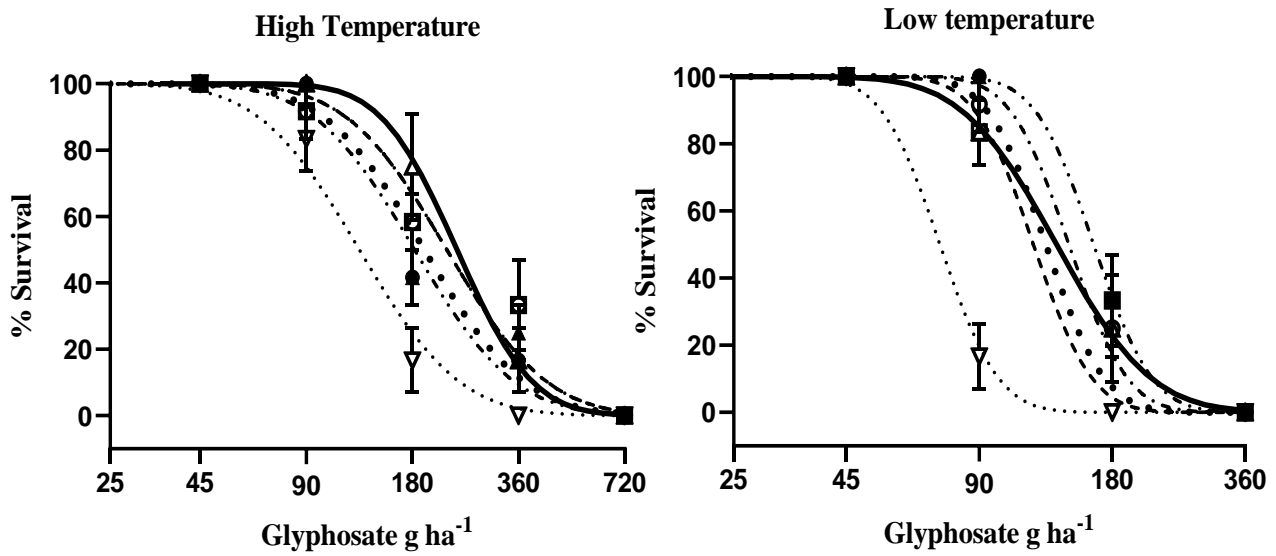 High Temperature
100
80
60
40
20
0
% Survival
25 45 90 180 360 720
Glyphosate g ha-1
Low temperature
100
80
60
40
20
0
% Survival
25 45 90 180 360
Glyphosate g ha-1